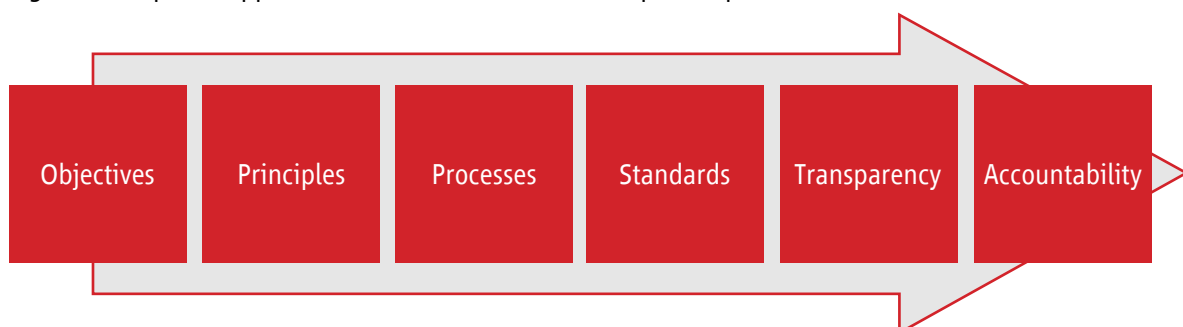 Objectives
Principles
Processes
Standards
Transparency
Accountability